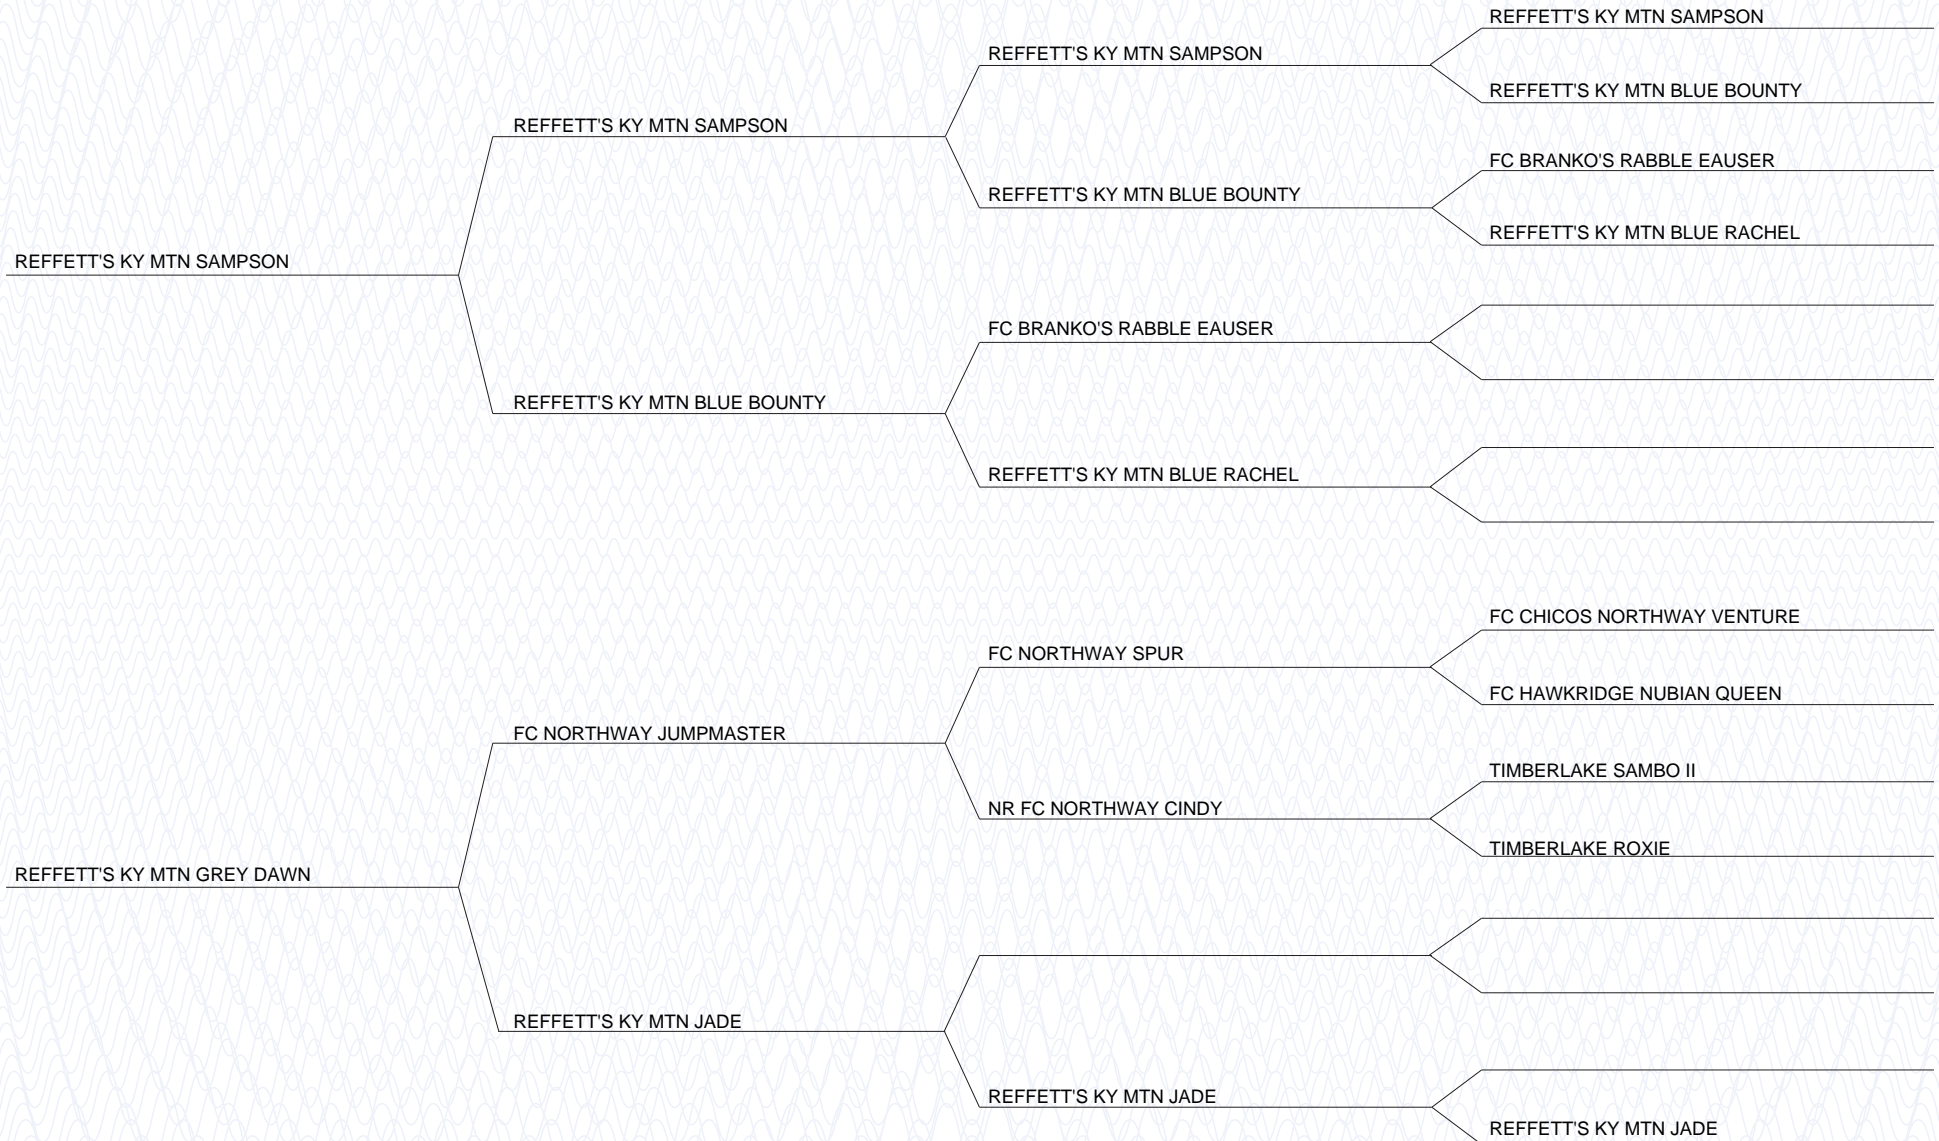 REFFETT'S KY MTN SAMPSON
REFFETT'S KY MTN SAMPSON
REFFETT'S KY MTN BLUE BOUNTY
REFFETT'S KY MTN SAMPSON
FC BRANKO'S RABBLE EAUSER
REFFETT'S KY MTN BLUE BOUNTY
REFFETT'S KY MTN BLUE RACHEL
REFFETT'S KY MTN SAMPSON
FC BRANKO'S RABBLE EAUSER
REFFETT'S KY MTN BLUE BOUNTY
REFFETT'S KY MTN BLUE RACHEL
FC CHICOS NORTHWAY VENTURE
FC NORTHWAY SPUR
FC HAWKRIDGE NUBIAN QUEEN
FC NORTHWAY JUMPMASTER
TIMBERLAKE SAMBO II
NR FC NORTHWAY CINDY
TIMBERLAKE ROXIE
REFFETT'S KY MTN GREY DAWN
REFFETT'S KY MTN JADE
REFFETT'S KY MTN JADE
REFFETT'S KY MTN JADE